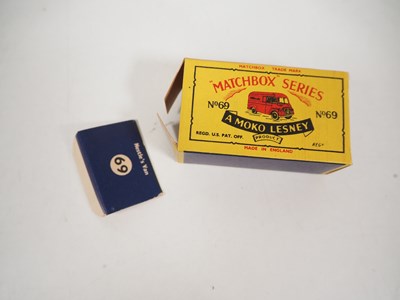 MATCHBOX TRADE MARK
"MATCHBOX" SERIES
No69
No69
A MOKO LESNEY
PRODUCT
REGD. U.S. PAT. OFF.
MADE IN ENGLAND
69